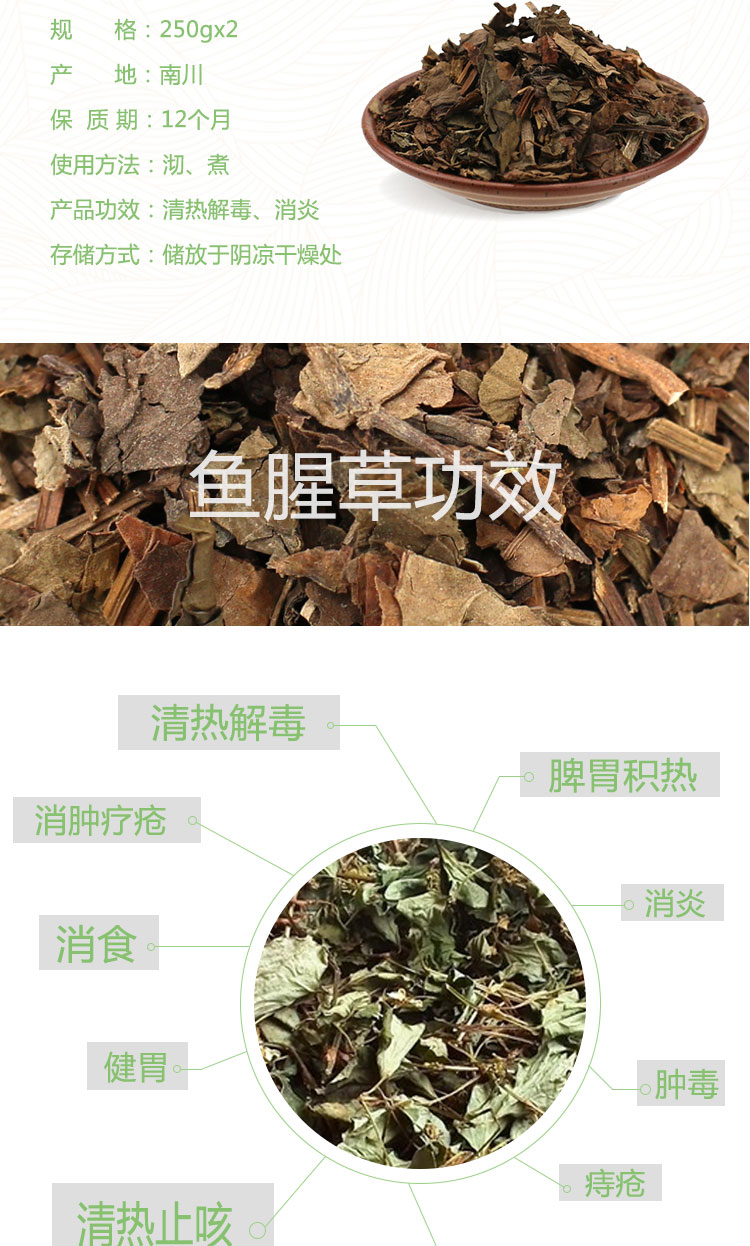 规 格：250gx2
产 地：南川
保 质 期：12个月
使用方法：沏、煮
产品功效：清热解毒、消炎
存储方式：储放于阴凉干燥处
鱼腥草功效
清热解毒
脾胃积热
消肿疗疮
消炎
消食
健胃
肿毒
痔疮
清热止咳